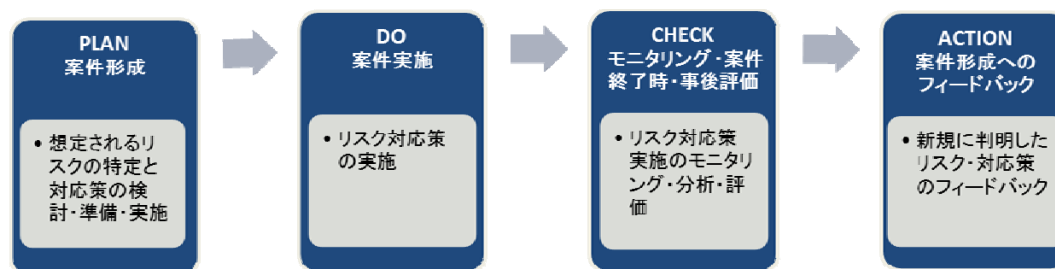 PLAN
案件形成
• 想定されるリ
スクの特定と
対応策の検
討・準備・実施
DO
案件実施
• リスク対応策
の実施
CHECK
モニタリング・案件
終了時・事後評価
• リスク対応策
実施のモニタリ
ング・分析・評
価
ACTION
案件形成への
フィードバック
• 新規に判明した
リスク・対応策
のフィードバック